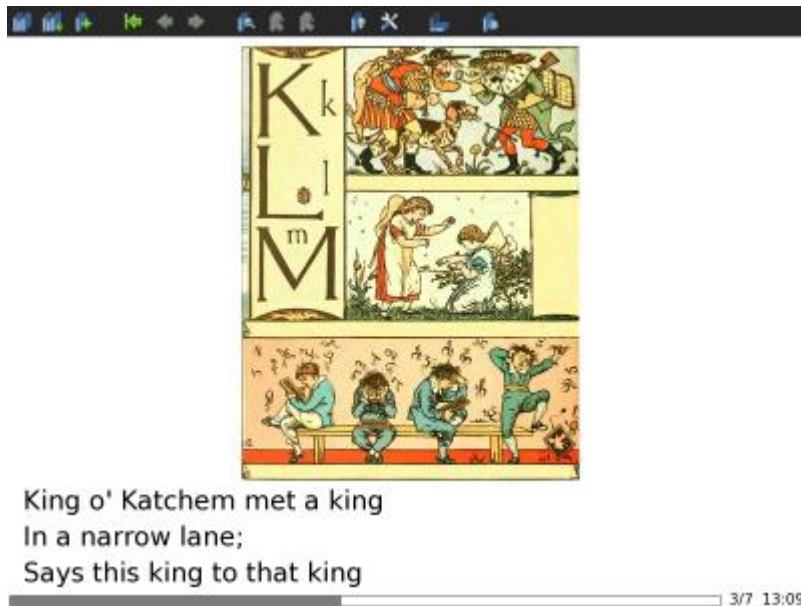 K k
L l
m
M
King o' Katchem met a king
In a narrow lane;
Says this king to that king
3/7 13:09